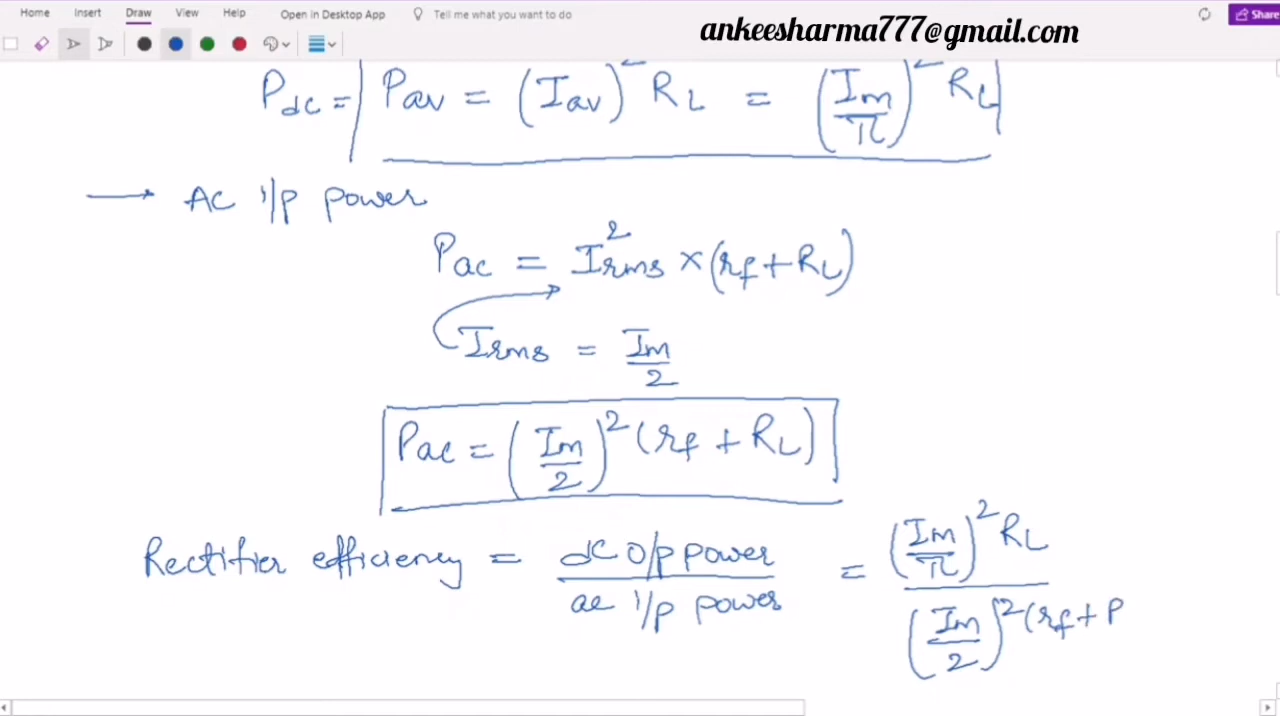 Home Insert Draw View Help Open in Desktop App Tell me what you want to do
Share
ankeesharma777@gmail.com
Pdc = Pav = (Iav)² RL = (Im/π)² RL
→ AC i/p power
Pac = I²rms × (rf + RL)
Irms = Im/2
Pac = (Im/2)² (rf + RL)
Rectifier efficiency = dc o/p power / ac i/p power = (Im/π)² RL / (Im/2)² (rf + P